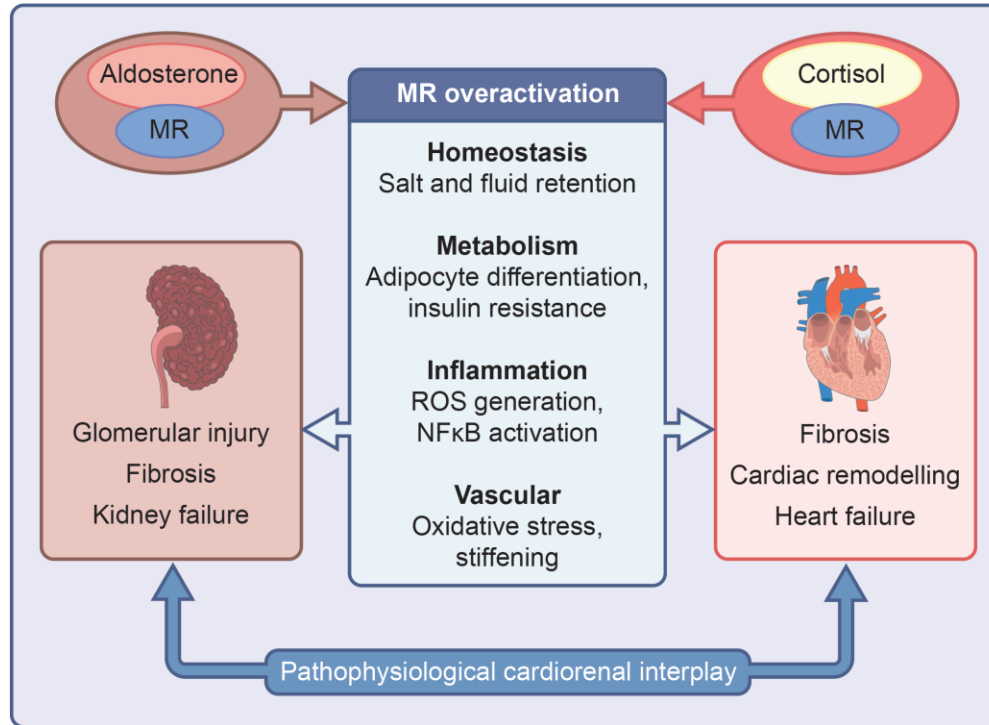 Aldosterone
MR
Cortisol
MR
MR overactivation
Homeostasis
Salt and fluid retention
Metabolism
Adipocyte differentiation,
insulin resistance
Inflammation
ROS generation,
NFκB activation
Vascular
Oxidative stress,
stiffening
Glomerular injury
Fibrosis
Kidney failure
Fibrosis
Cardiac remodelling
Heart failure
Pathophysiological cardiorenal interplay